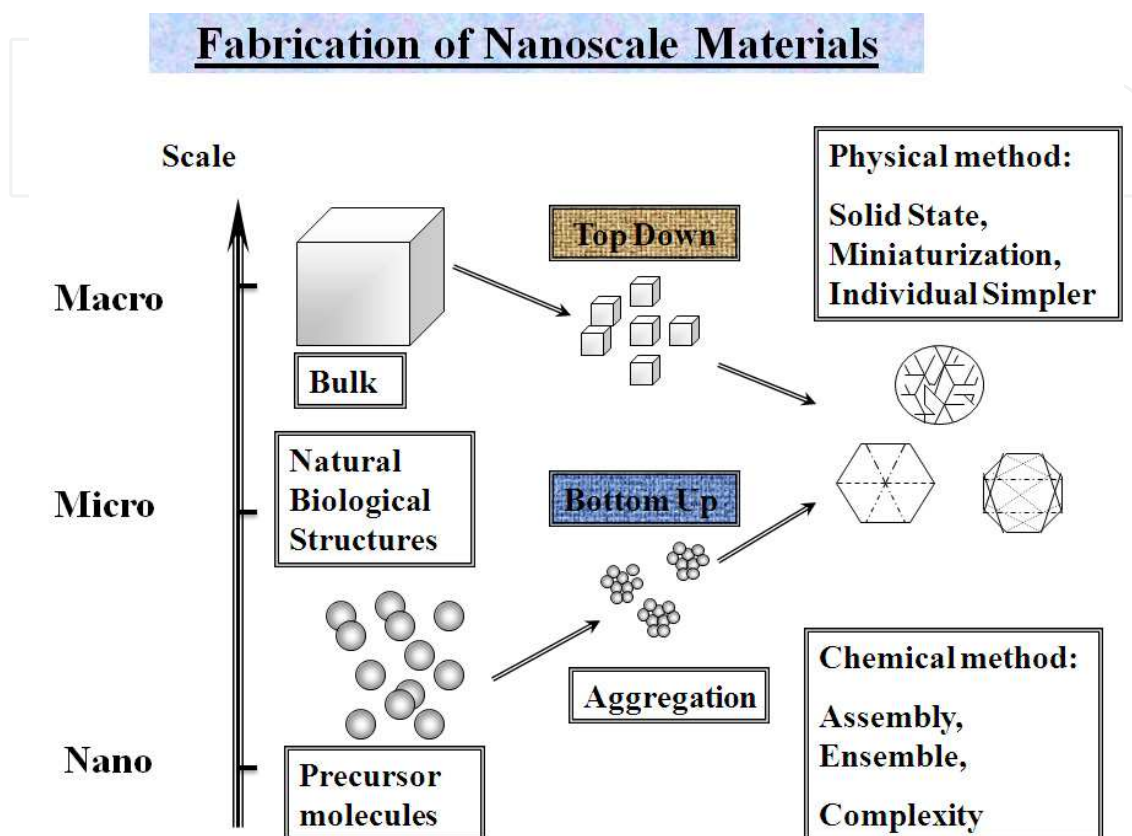 Fabrication of Nanoscale Materials
Scale
Macro
Micro
Nano
Bulk
Natural
Biological
Structures
Precursor
molecules
Top Down
Bottom Up
Aggregation
Physical method:
Solid State,
Miniaturization,
Individual Simpler
Chemical method:
Assembly,
Ensemble,
Complexity